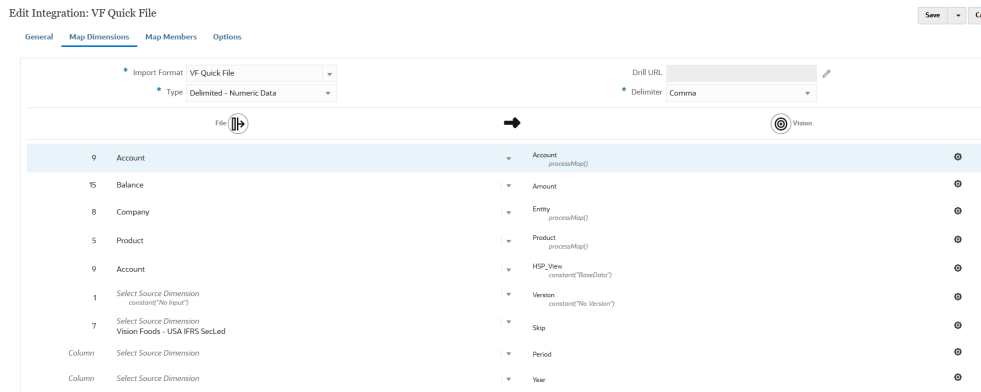 Edit Integration: VF Quick File
Save
General Map Dimensions Map Members Options
* Import Format VF Quick File Drill URL
* Type Delimited - Numeric Data * Delimiter Comma
File Vision
9 Account Account
processMap()
15 Balance Amount
8 Company Entity
processMap()
5 Product Product
processMap()
9 Account HSP_View
constant("BaseData")
1 Select Source Dimension Version
constant("No Input") constant("No Version")
7 Select Source Dimension Skip
Vision Foods - USA IFRS SecLed
Column Select Source Dimension Period
Column Select Source Dimension Year